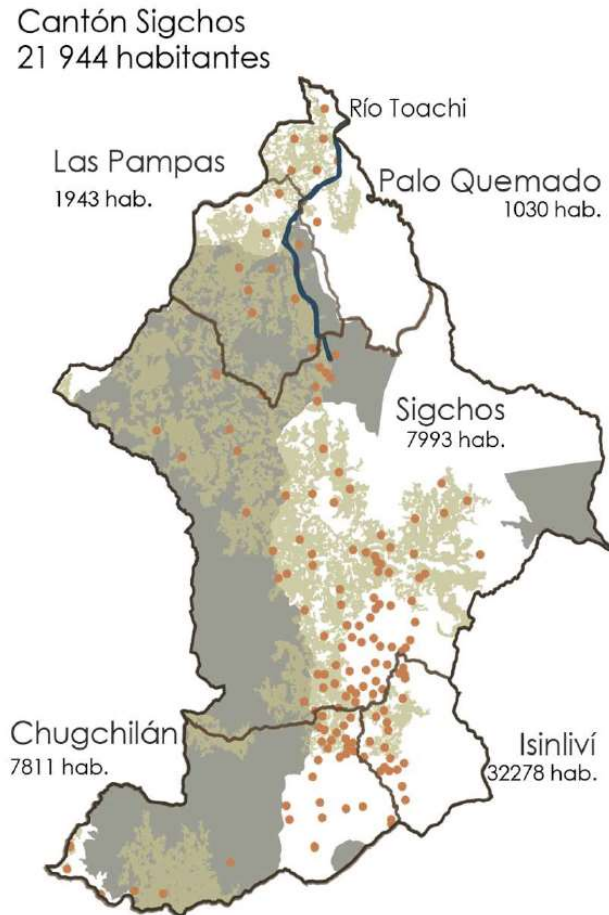 Cantón Sigchos
21 944 habitantes
Río Toachi
Las Pampas
1943 hab.
Palo Quemado
1030 hab.
Sigchos
7993 hab.
Chugchilán
7811 hab.
Isinliví
32278 hab.